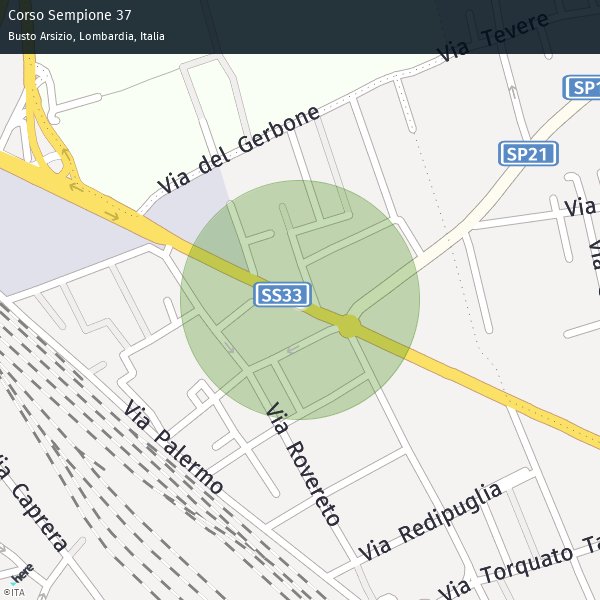 Corso Sempione 37
Busto Arsizio, Lombardia, Italia
Via Tevere
SP1
Via del Gerbone
SP21
Via
Via
SS33
Via Palermo
Via Rovereto
Via Caprera
Via Redipuglia
Via Torquato Ta
here
©ITA